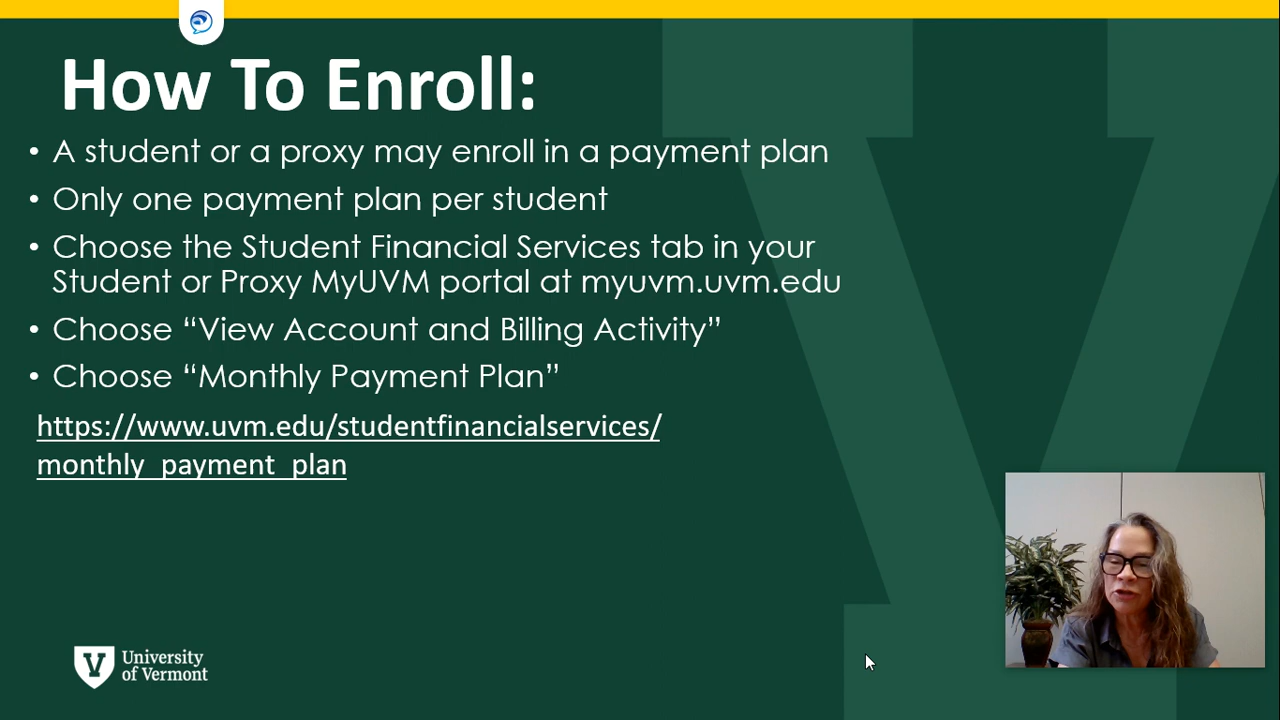 How To Enroll:
• A student or a proxy may enroll in a payment plan
• Only one payment plan per student
• Choose the Student Financial Services tab in your
Student or Proxy MyUVM portal at myuvm.uvm.edu
• Choose “View Account and Billing Activity”
• Choose “Monthly Payment Plan”
https://www.uvm.edu/studentfinancialservices/
monthly_payment_plan
V University
of Vermont